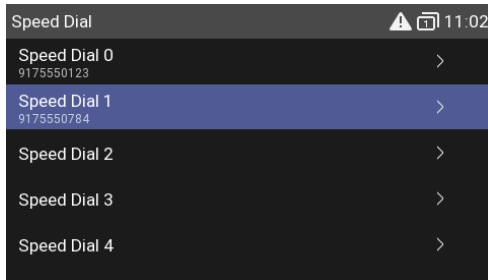 Speed Dial
1
11:02
Speed Dial 0
9175550123
Speed Dial 1
9175550784
Speed Dial 2
Speed Dial 3
Speed Dial 4